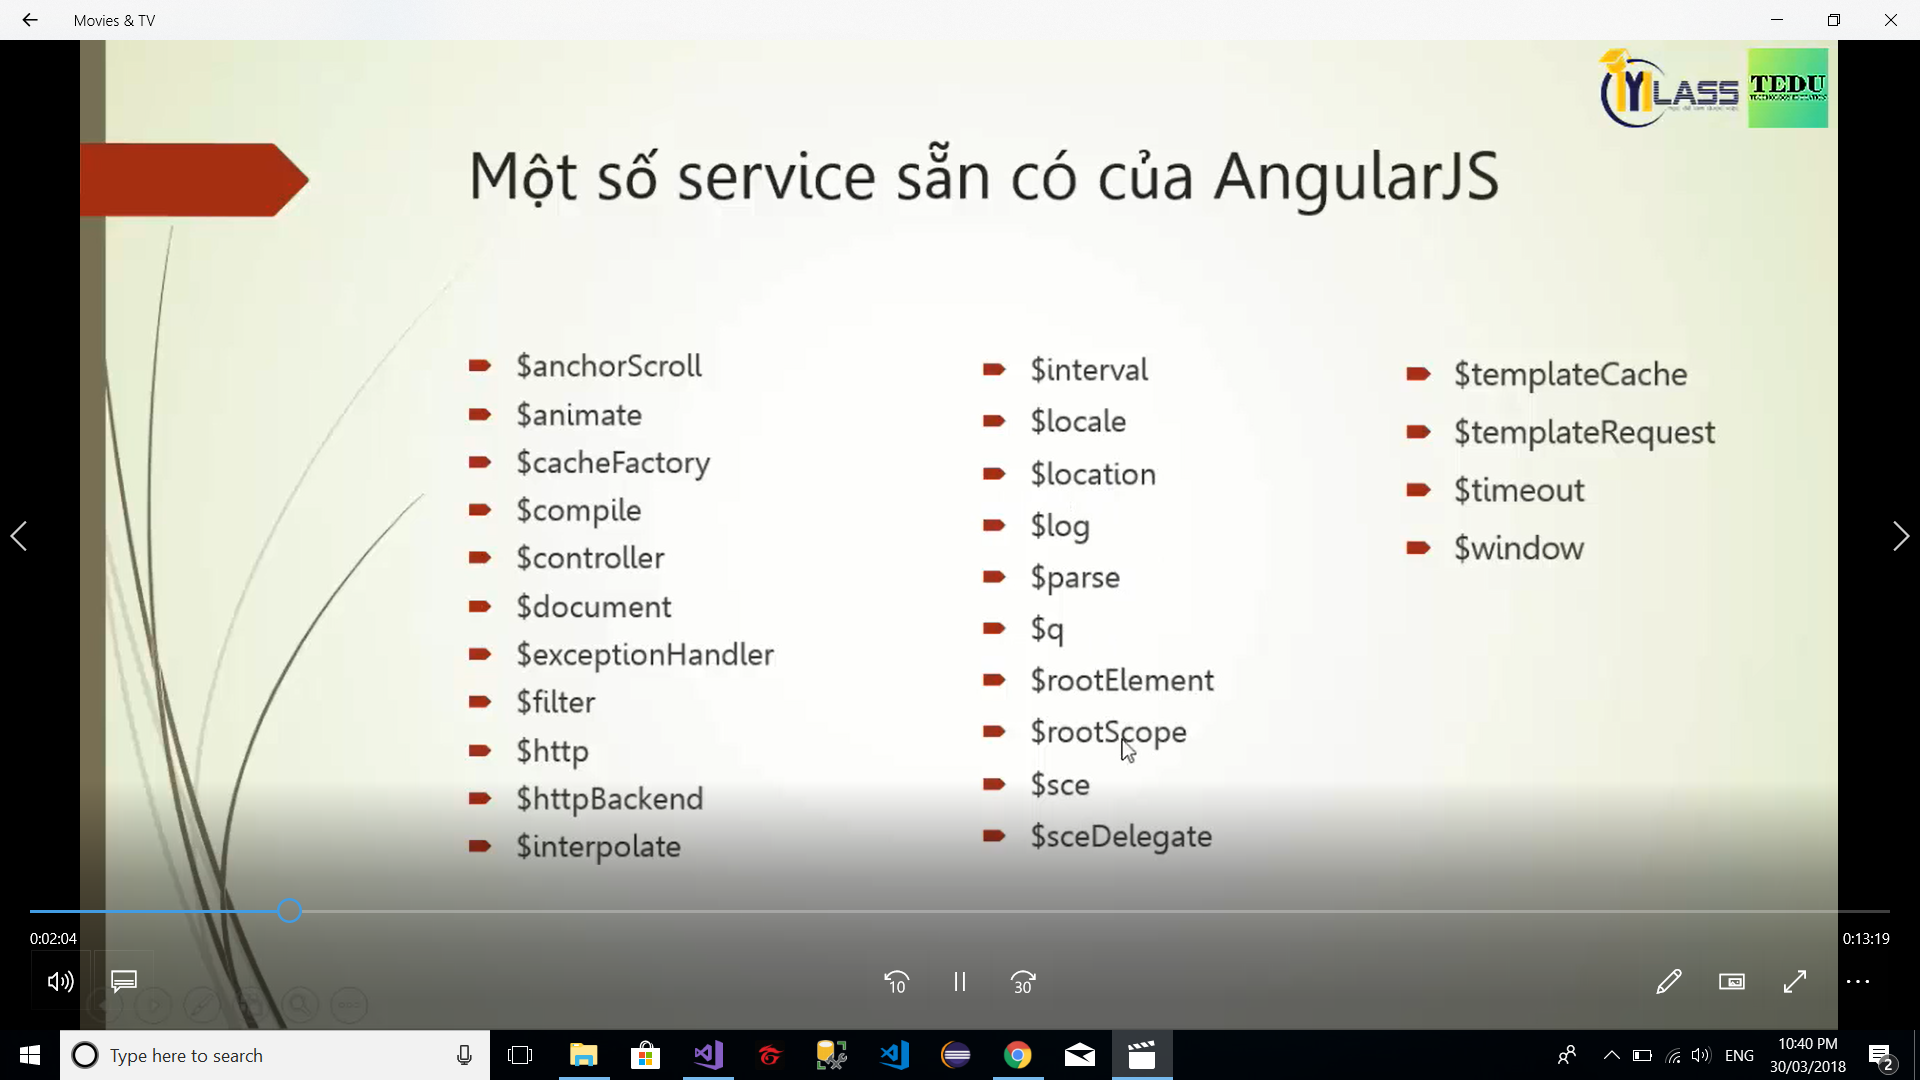 Movies & TV
LASS
TEDU
Một số service sẵn có của AngularJS
$anchorScroll
$animate
$cacheFactory
$compile
$controller
$document
$exceptionHandler
$filter
$http
$httpBackend
$interpolate
$interval
$locale
$location
$log
$parse
$q
$rootElement
$rootScope
$sce
$sceDelegate
$templateCache
$templateRequest
$timeout
$window
0:02:04
0:13:19
10
30
Type here to search
ENG
10:40 PM
30/03/2018
2